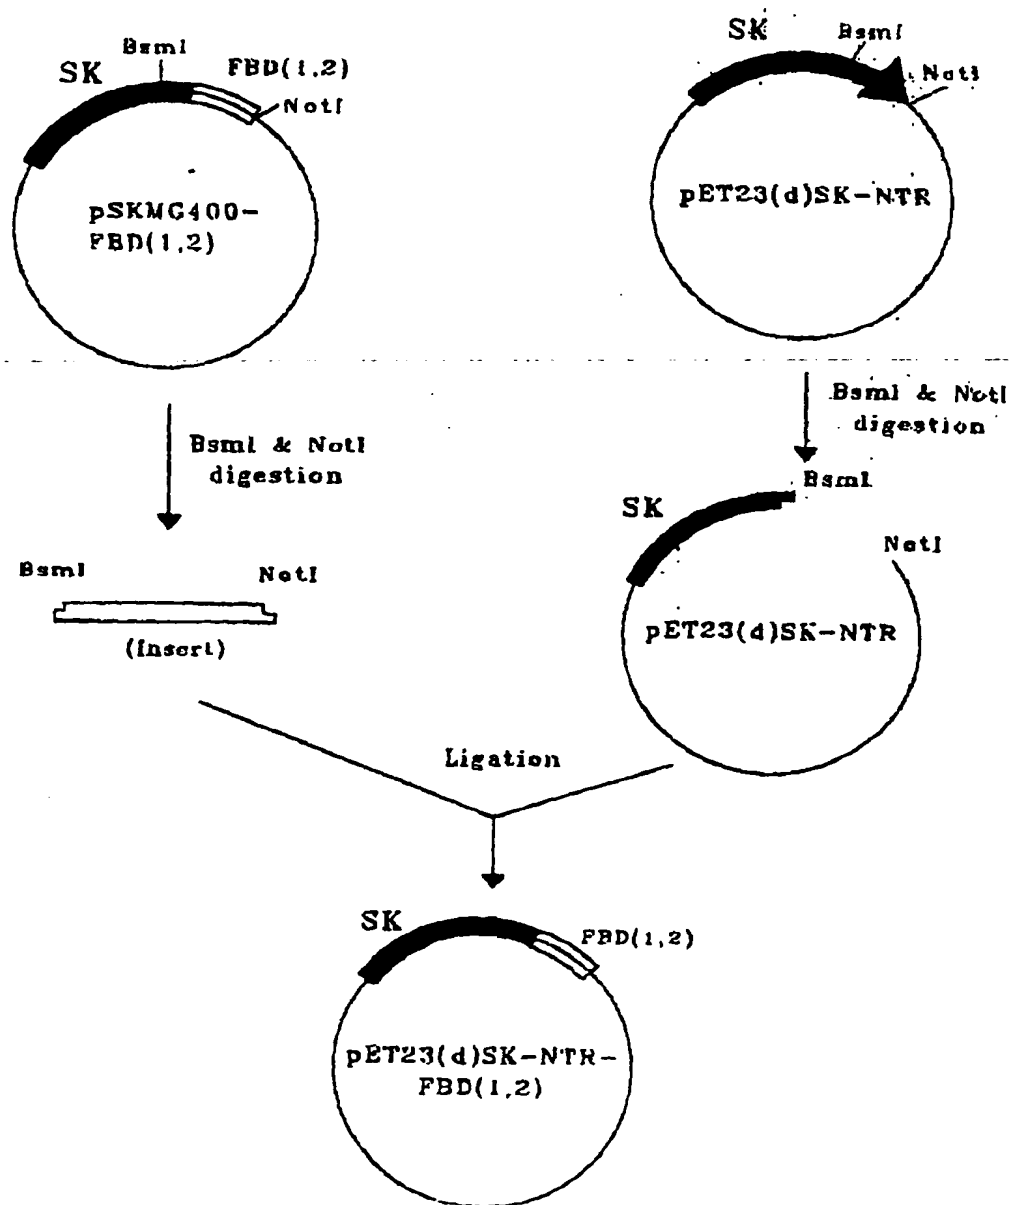 SK
BsmI
FBD(1,2)
NotI
pSKMG400-
FBD(1,2)
SK
BsmI
NotI
pET23(d)SK-NTR
BsmI & NotI
digestion
BsmI & NotI
digestion
BsmI
NotI
(Insert)
SK
BsmI
NotI
pET23(d)SK-NTR
Ligation
SK
FBD(1,2)
pET23(d)SK-NTR-
FBD(1,2)